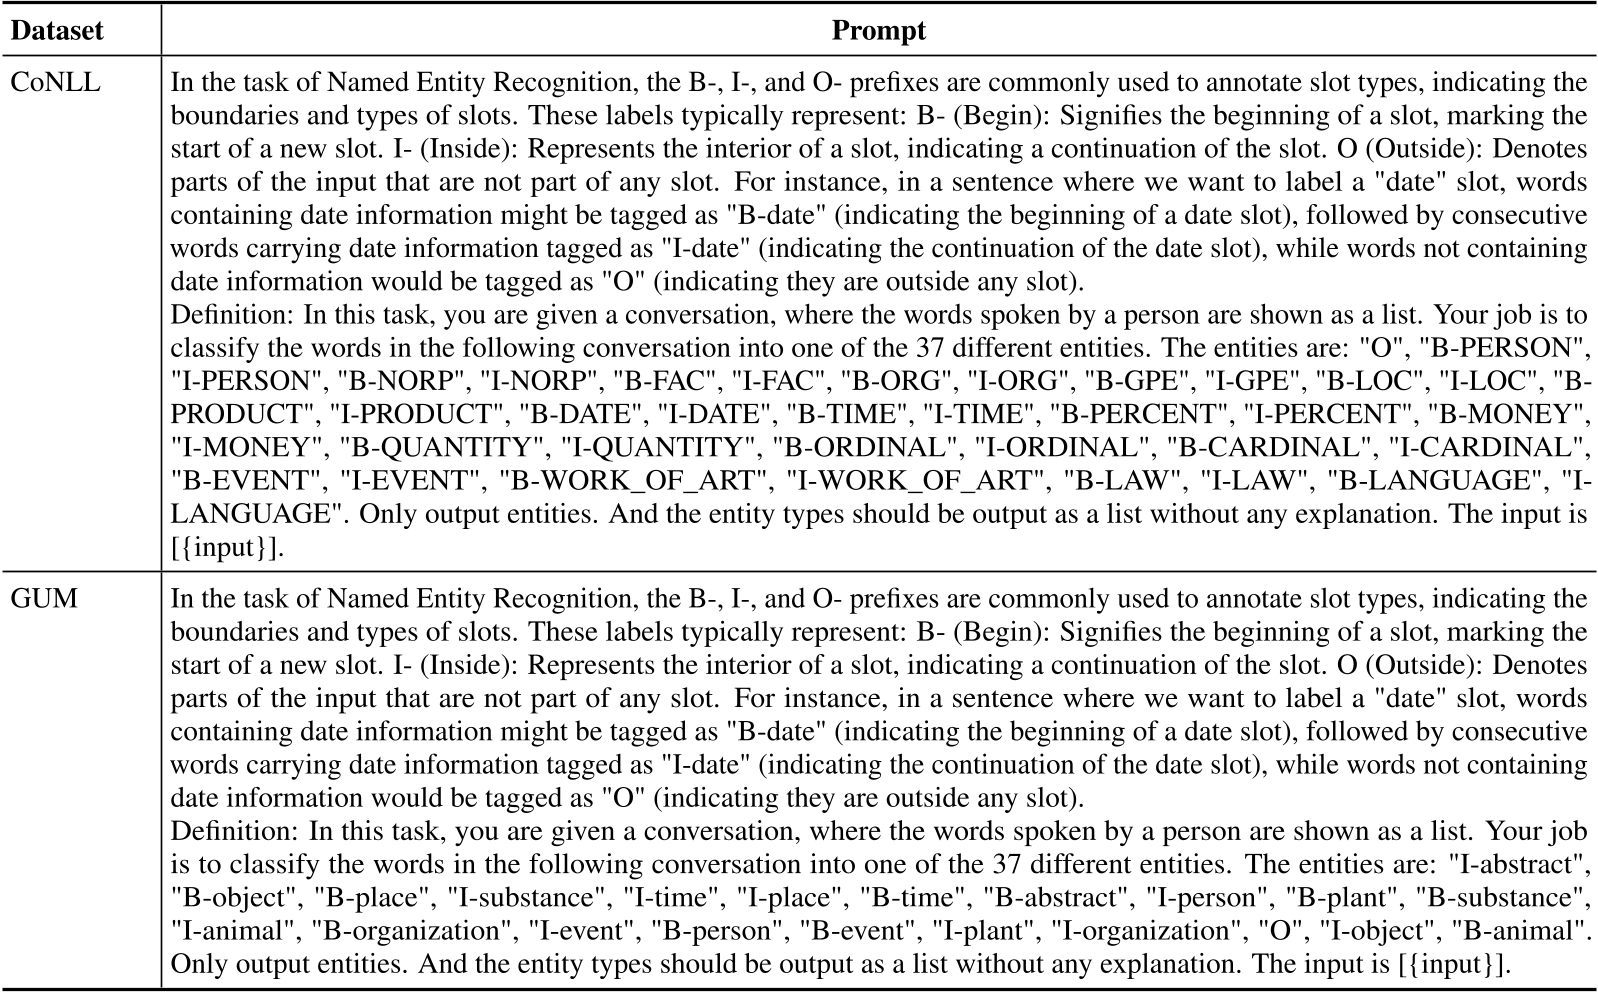 Dataset Prompt
CoNLL In the task of Named Entity Recognition, the B-, I-, and O- prefixes are commonly used to annotate slot types, indicating the
boundaries and types of slots. These labels typically represent: B- (Begin): Signifies the beginning of a slot, marking the
start of a new slot. I- (Inside): Represents the interior of a slot, indicating a continuation of the slot. O (Outside): Denotes
parts of the input that are not part of any slot. For instance, in a sentence where we want to label a "date" slot, words
containing date information might be tagged as "B-date" (indicating the beginning of a date slot), followed by consecutive
words carrying date information tagged as "I-date" (indicating the continuation of the date slot), while words not containing
date information would be tagged as "O" (indicating they are outside any slot).
Definition: In this task, you are given a conversation, where the words spoken by a person are shown as a list. Your job is to
classify the words in the following conversation into one of the 37 different entities. The entities are: "O", "B-PERSON",
"I-PERSON", "B-NORP", "I-NORP", "B-FAC", "I-FAC", "B-ORG", "I-ORG", "B-GPE", "I-GPE", "B-LOC", "I-LOC", "B-
PRODUCT", "I-PRODUCT", "B-DATE", "I-DATE", "B-TIME", "I-TIME", "B-PERCENT", "I-PERCENT", "B-MONEY",
"I-MONEY", "B-QUANTITY", "I-QUANTITY", "B-ORDINAL", "I-ORDINAL", "B-CARDINAL", "I-CARDINAL",
"B-EVENT", "I-EVENT", "B-WORK_OF_ART", "I-WORK_OF_ART", "B-LAW", "I-LAW", "B-LANGUAGE", "I-
LANGUAGE". Only output entities. And the entity types should be output as a list without any explanation. The input is
[{input}].
GUM In the task of Named Entity Recognition, the B-, I-, and O- prefixes are commonly used to annotate slot types, indicating the
boundaries and types of slots. These labels typically represent: B- (Begin): Signifies the beginning of a slot, marking the
start of a new slot. I- (Inside): Represents the interior of a slot, indicating a continuation of the slot. O (Outside): Denotes
parts of the input that are not part of any slot. For instance, in a sentence where we want to label a "date" slot, words
containing date information might be tagged as "B-date" (indicating the beginning of a date slot), followed by consecutive
words carrying date information tagged as "I-date" (indicating the continuation of the date slot), while words not containing
date information would be tagged as "O" (indicating they are outside any slot).
Definition: In this task, you are given a conversation, where the words spoken by a person are shown as a list. Your job
is to classify the words in the following conversation into one of the 37 different entities. The entities are: "I-abstract",
"B-object", "B-place", "I-substance", "I-time", "I-place", "B-time", "B-abstract", "I-person", "B-plant", "B-substance",
"I-animal", "B-organization", "I-event", "B-person", "B-event", "I-plant", "I-organization", "O", "I-object", "B-animal".
Only output entities. And the entity types should be output as a list without any explanation. The input is [{input}].